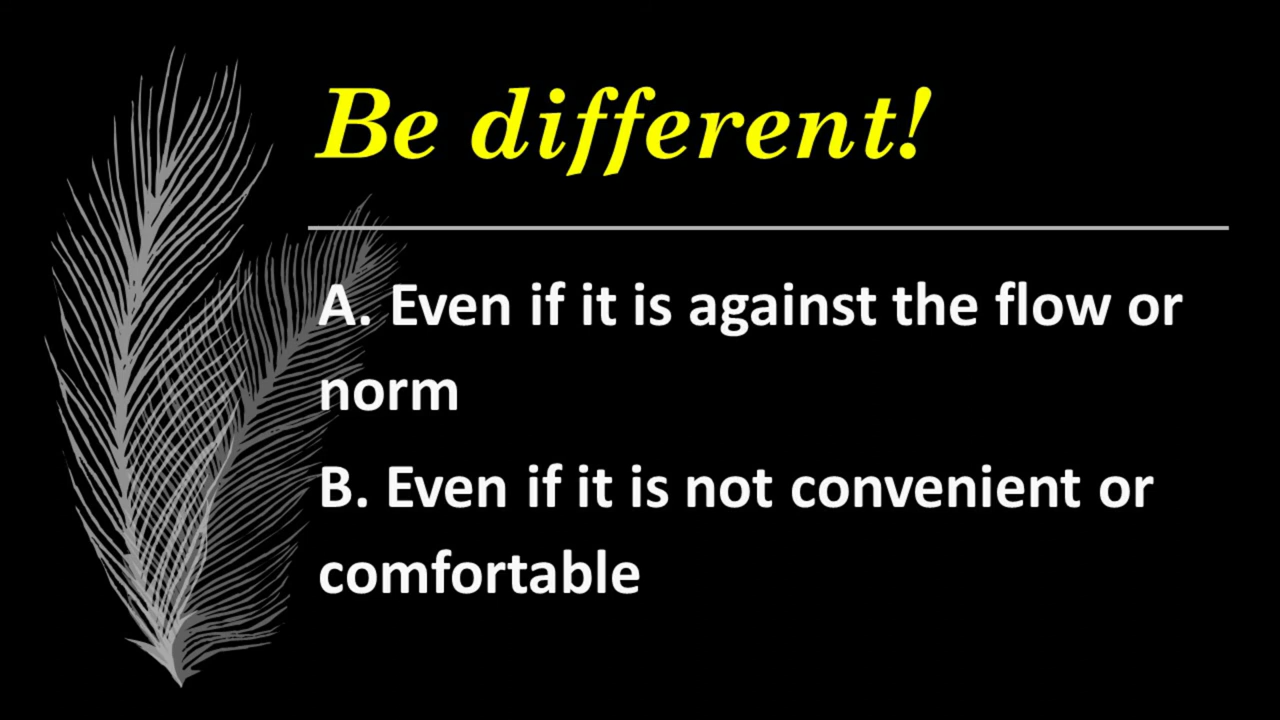 Be different!
A. Even if it is against the flow or
norm
B. Even if it is not convenient or
comfortable